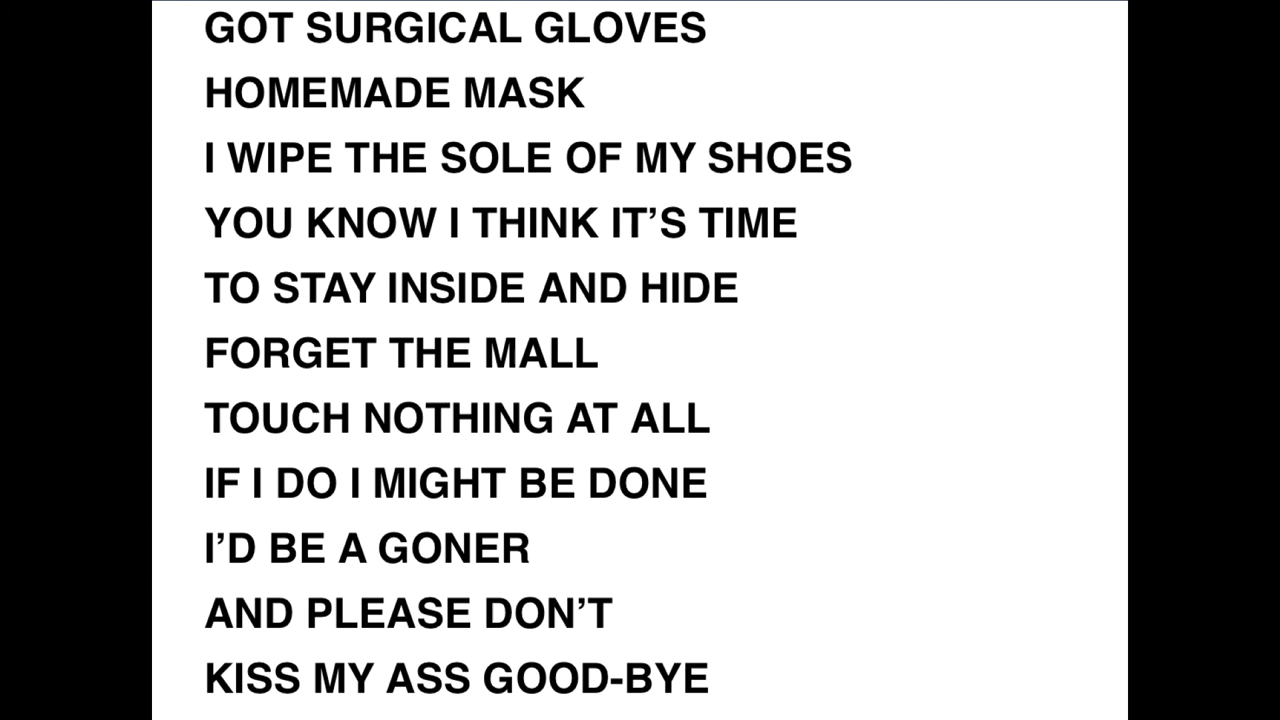 GOT SURGICAL GLOVES
HOMEMADE MASK
I WIPE THE SOLE OF MY SHOES
YOU KNOW I THINK IT’S TIME
TO STAY INSIDE AND HIDE
FORGET THE MALL
TOUCH NOTHING AT ALL
IF I DO I MIGHT BE DONE
I’D BE A GONER
AND PLEASE DON’T
KISS MY ASS GOOD-BYE